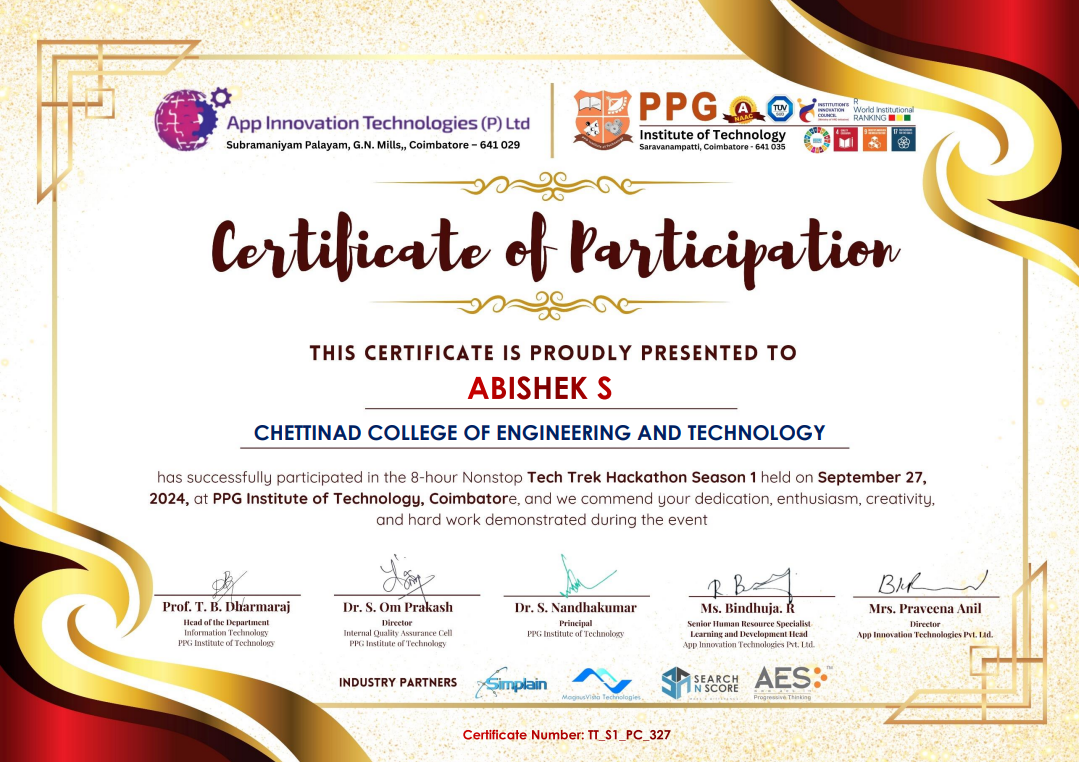 App Innovation Technologies (P) Ltd
Subramaniyam Palayam, G.N. Mills,, Coimbatore – 641 029
PPG
Institute of Technology
Saravanampatti, Coimbatore - 641 035
A
NAAC
TUV
INSTITUTION'S
INNOVATION
COUNCIL
R
World Institutional
RANKING
Certificate of Participation
THIS CERTIFICATE IS PROUDLY PRESENTED TO
ABISHEK S
CHETTINAD COLLEGE OF ENGINEERING AND TECHNOLOGY
has successfully participated in the 8-hour Nonstop Tech Trek Hackathon Season 1 held on September 27,
2024, at PPG Institute of Technology, Coimbatore, and we commend your dedication, enthusiasm, creativity,
and hard work demonstrated during the event
Prof. T. B. Dharmaraj
Head of the Department
Information Technology
PPG Institute of Technology
Dr. S. Om Prakash
Director
Internal Quality Assurance Cell
PPG Institute of Technology
Dr. S. Nandhakumar
Principal
PPG Institute of Technology
Ms. Bindhuja. R
Senior Human Resource Specialist
Learning and Development Head
App Innovation Technologies Pvt. Ltd.
Mrs. Praveena Anil
Director
App Innovation Technologies Pvt. Ltd.
INDUSTRY PARTNERS
Simplain
MagnusVista Technologies
SEARCH
N SCORE
AES
TM
Progressive Thinking
Certificate Number: TT_S1_PC_327